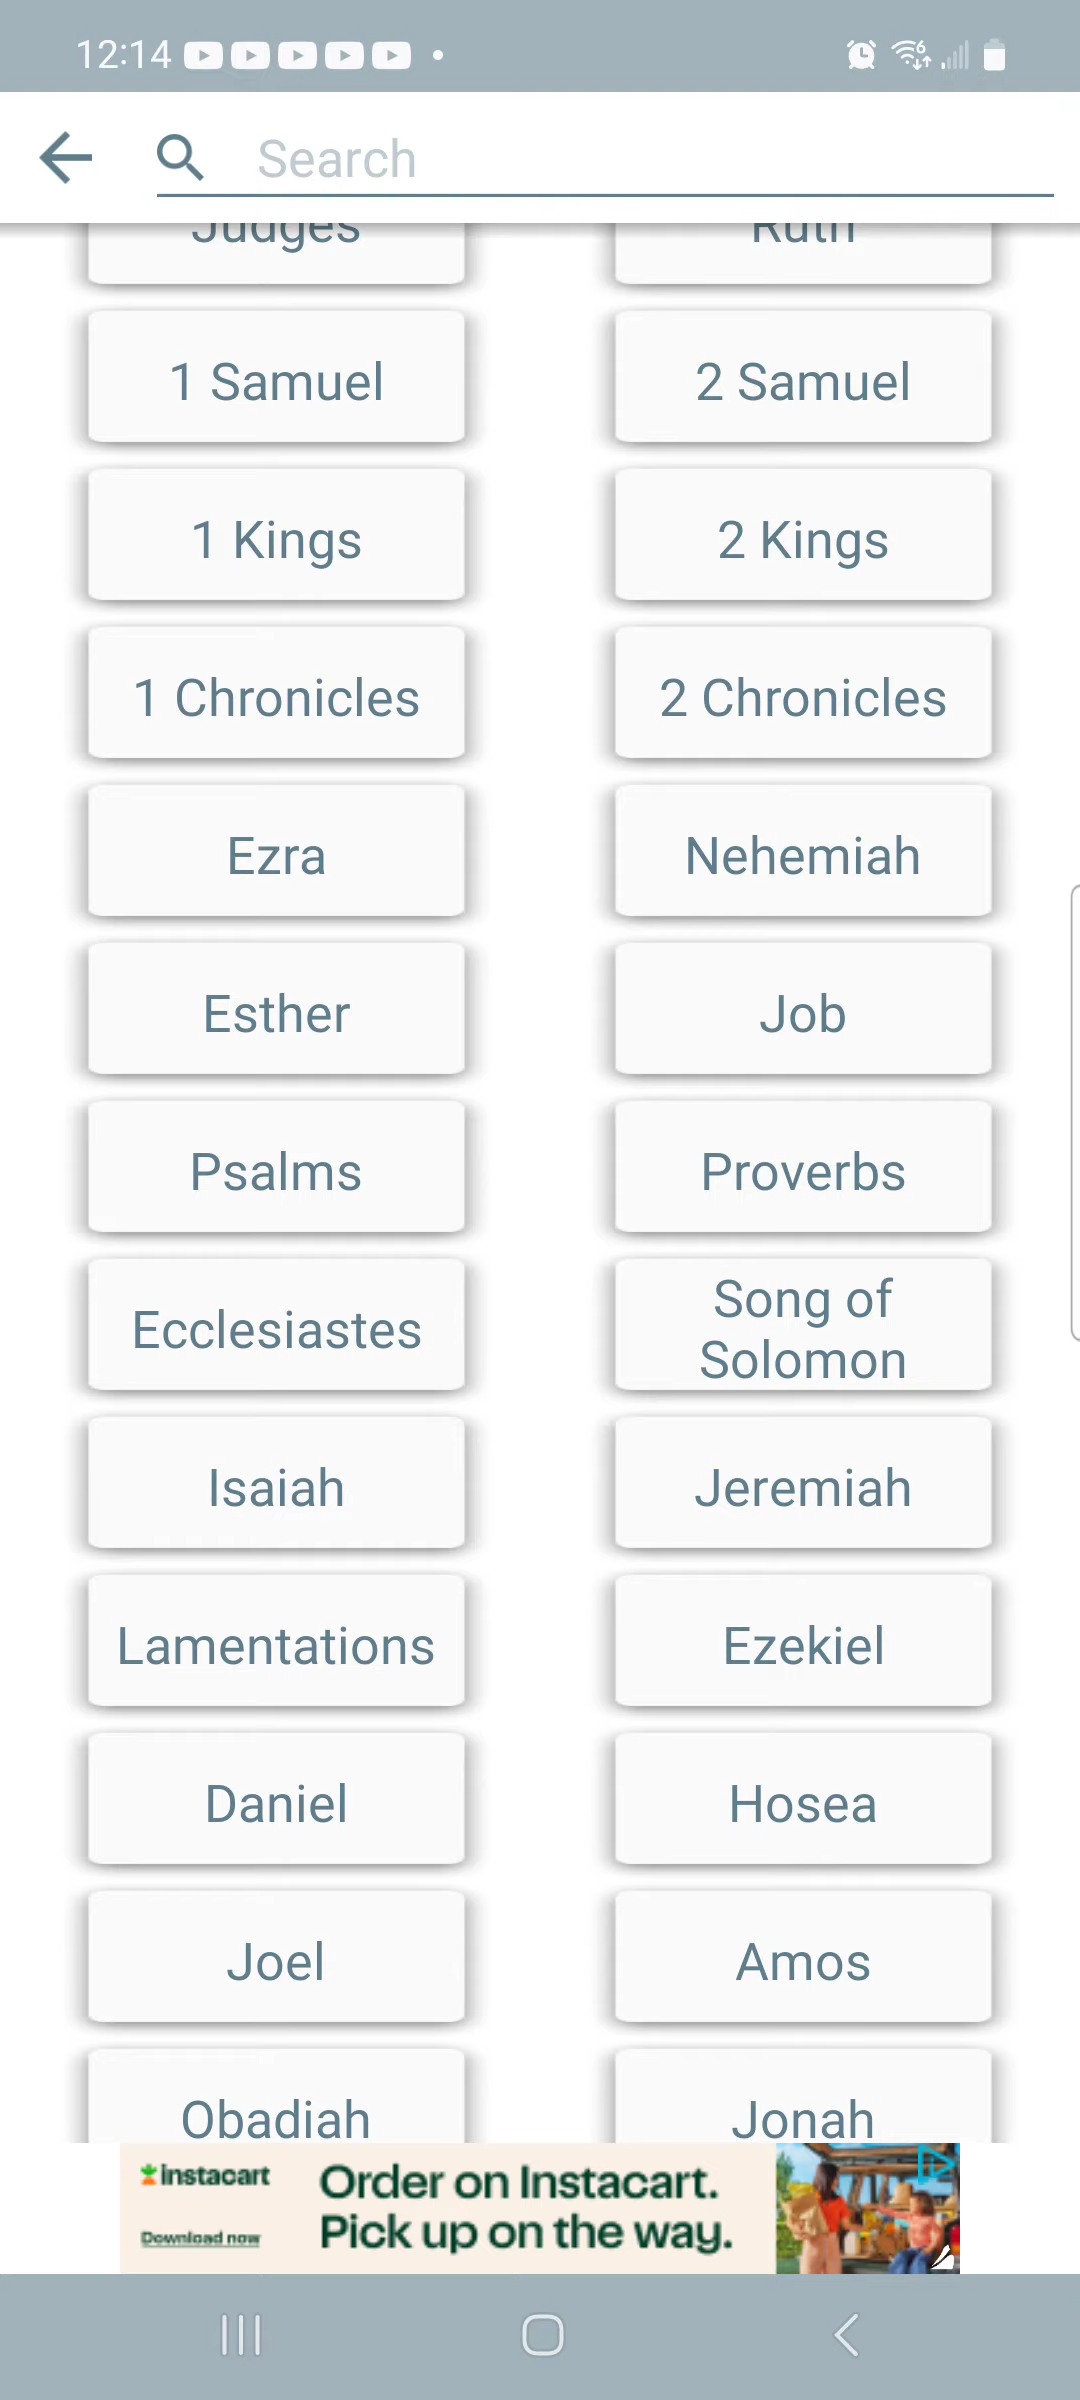 12:14
Search
Judges
Ruth
1 Samuel
2 Samuel
1 Kings
2 Kings
1 Chronicles
2 Chronicles
Ezra
Nehemiah
Esther
Job
Psalms
Proverbs
Ecclesiastes
Song of
Solomon
Isaiah
Jeremiah
Lamentations
Ezekiel
Daniel
Hosea
Joel
Amos
Obadiah
Jonah
instacart
Download now
Order on Instacart.
Pick up on the way.